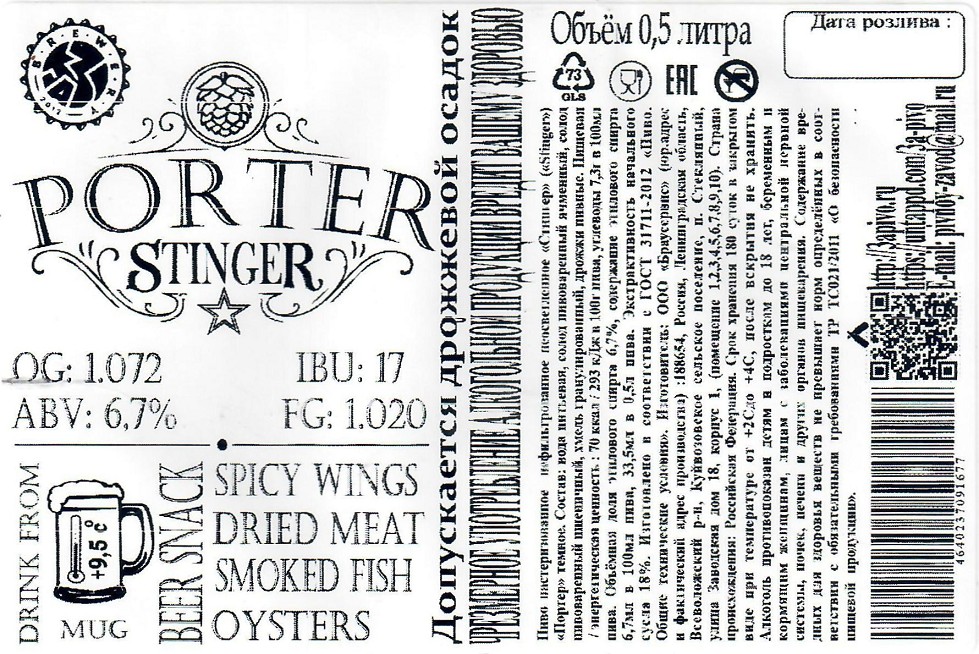 BREWERY
PORTER
STINGER
OG: 1.072
IBU: 17
ABV: 6,7%
FG: 1.020
DRINK FROM
+9,5°C
MUG
BEER SNACK
SPICY WINGS
DRIED MEAT
SMOKED FISH
OYSTERS
Допускается дрожжевой осадок
ЧРЕЗМЕРНОЕ УПОТРЕБЛЕНИЕ АЛКОГОЛЬНОЙ ПРОДУКЦИИ ВРЕДИТ ВАШЕМУ ЗДОРОВЬЮ
Объём 0,5 литра
73
GLS
EAC
Дата розлива :
Пиво пастеризованное нефильтрованное неосветленное «Стингер» («Stinger»)
«Портер» темное. Состав: вода питьевая, солод пивоваренный ячменный, солод
пивоваренный пшеничный, хмель гранулированный, дрожжи пивные. Пищевая
/ энергетическая ценность: 70 ккал / 293 кДж в 100г пива, углеводы 7,3г в 100мл
пива. Объёмная доля этилового спирта 6,7%, содержание этилового спирта
6,7мл в 100мл пива, 33,5мл в 0,5л пива. Экстрактивность начального
сусла 18%. Изготовлено в соответствии с ГОСТ 31711-2012 «Пиво.
Общие технические условия». Изготовитель: ООО «Браусервис» (юр.адрес
и фактический адрес производства) :188654, Россия, Ленинградская область,
Всеволожский р-н, Куйвозовское сельское поселение, п. Стеклянный,
улица Заводская дом 18, корпус 1, (помещение 1,2,3,4,5,6,7,8,9,10). Страна
происхождения: Российская Федерация. Срок хранения 180 суток в закрытом
виде при температуре от +2С до +4С, после вскрытия не хранить.
Алкоголь противопоказан детям и подросткам до 18 лет, беременным и
кормящим женщинам, лицам с заболеваниями центральной нервной
системы, почек, печени и других органов пищеварения. Содержание вре-
дных для здоровья веществ не превышает норм определённых в соот-
ветствии с обязательными требованиями ТР ТС021/2011 «О безопасности
пищевой продукции».
http://3apivo.ru
https://untappd.com/3a-pivo
E-mail: pivnoy-zavod@mail.ru
4640237091677